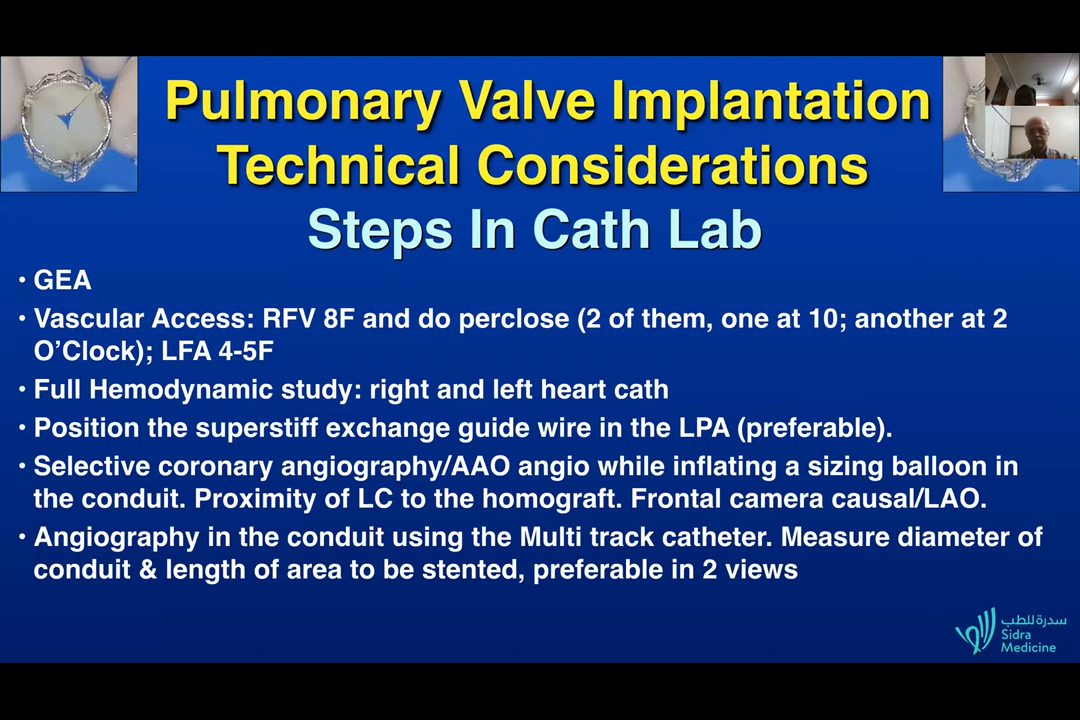 Pulmonary Valve Implantation
Technical Considerations
Steps In Cath Lab
• GEA
• Vascular Access: RFV 8F and do perclose (2 of them, one at 10; another at 2
O’Clock); LFA 4-5F
• Full Hemodynamic study: right and left heart cath
• Position the superstiff exchange guide wire in the LPA (preferable).
• Selective coronary angiography/AAO angio while inflating a sizing balloon in
the conduit. Proximity of LC to the homograft. Frontal camera causal/LAO.
• Angiography in the conduit using the Multi track catheter. Measure diameter of
conduit & length of area to be stented, preferable in 2 views
سدرة للطب
Sidra
Medicine